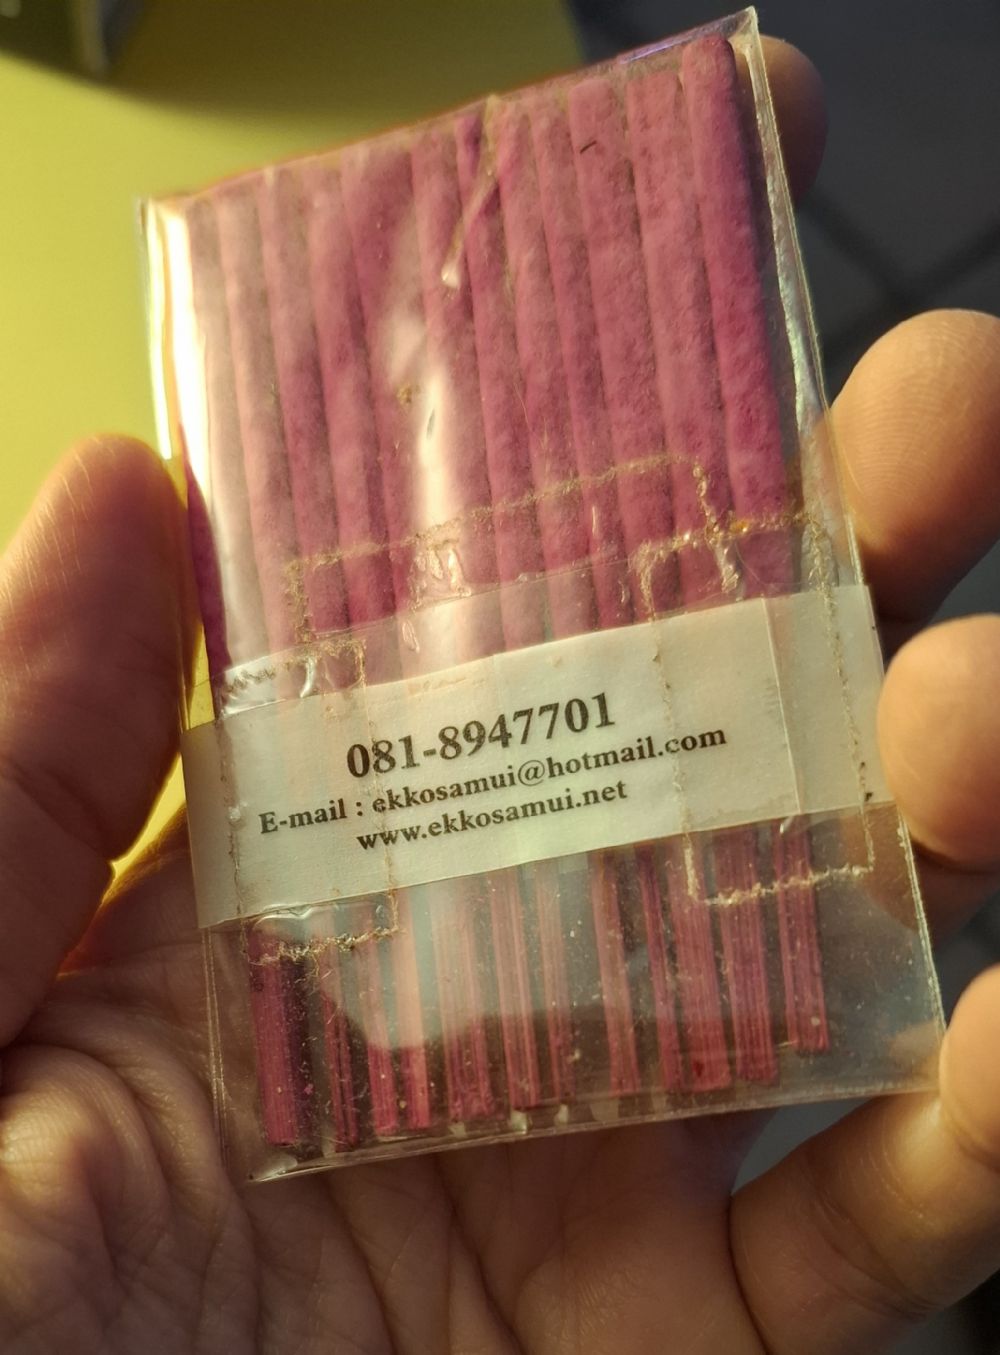 081-8947701
E-mail : ekkosamui@hotmail.com
www.ekkosamui.net